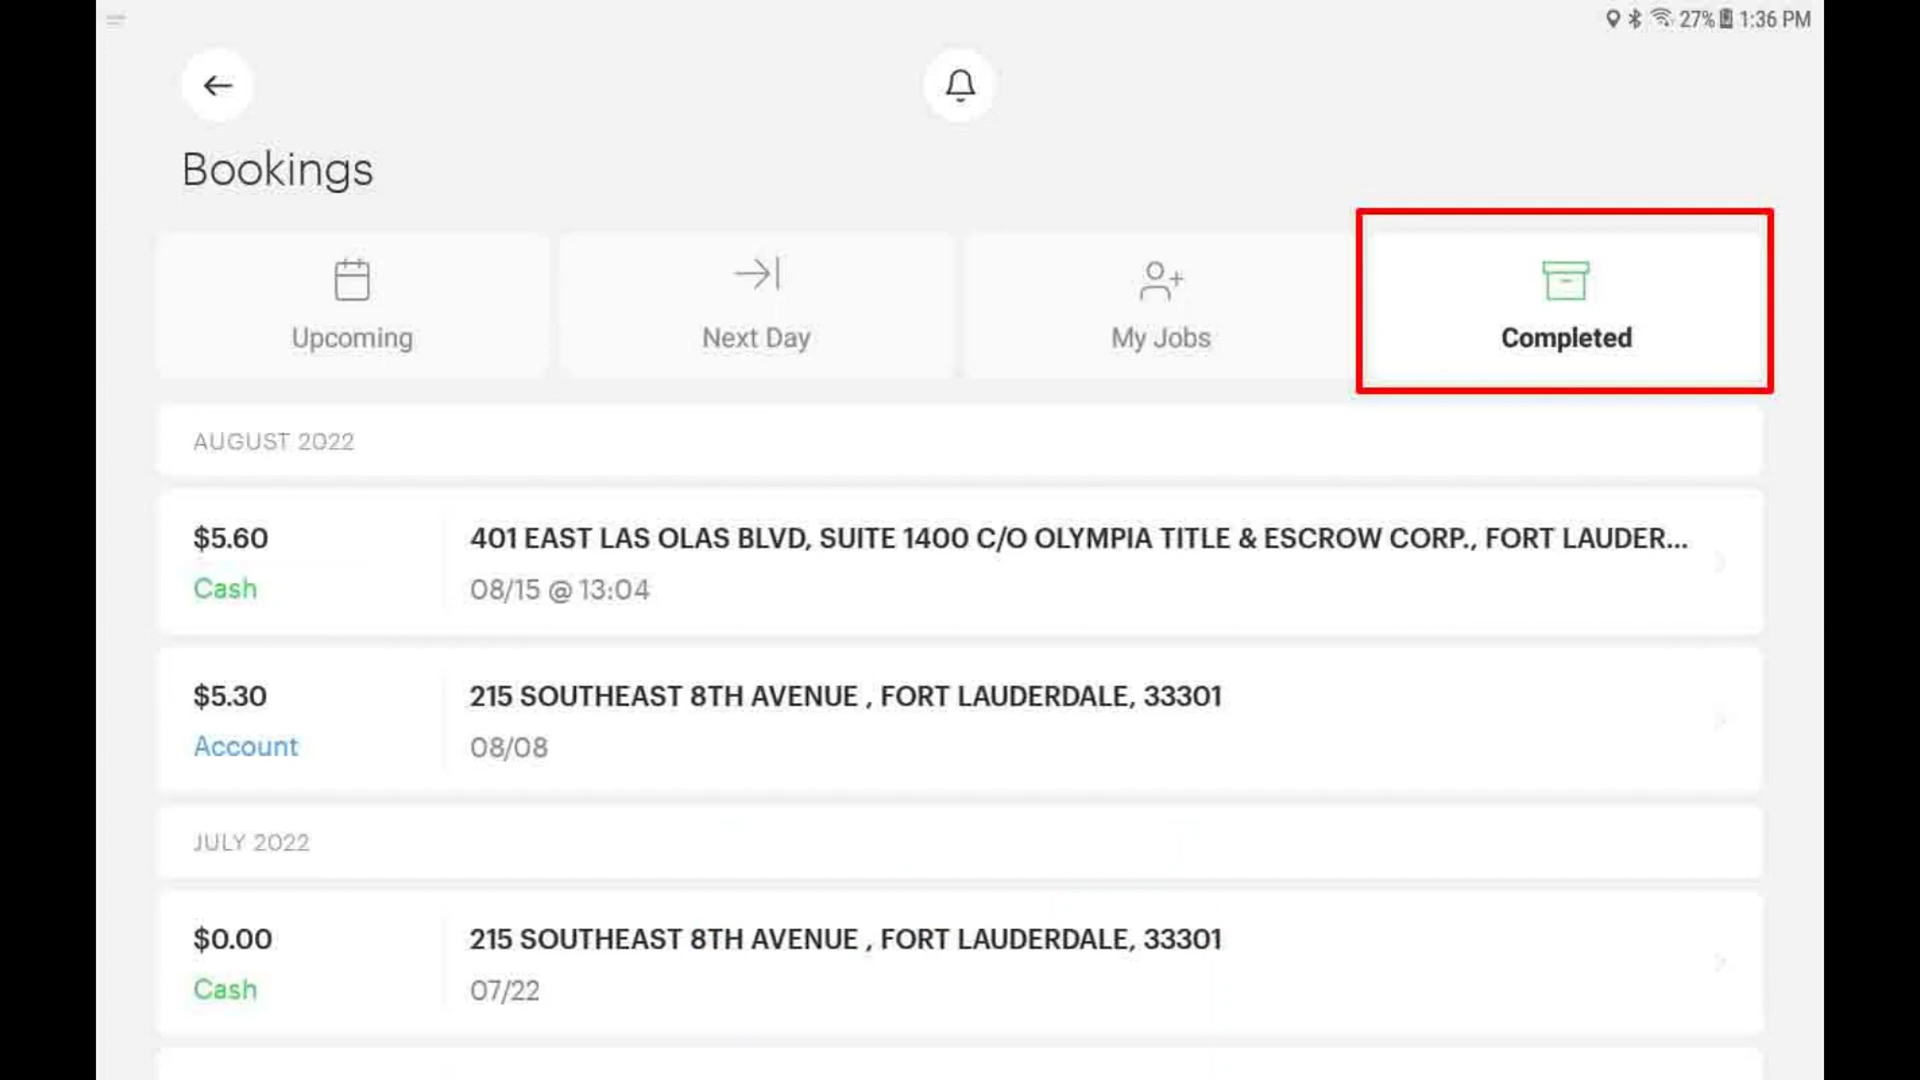 27% 1:36 PM
Bookings
Upcoming
Next Day
My Jobs
Completed
AUGUST 2022
$5.60
401 EAST LAS OLAS BLVD, SUITE 1400 C/O OLYMPIA TITLE & ESCROW CORP., FORT LAUDER...
Cash
08/15 @ 13:04
$5.30
215 SOUTHEAST 8TH AVENUE , FORT LAUDERDALE, 33301
Account
08/08
JULY 2022
$0.00
215 SOUTHEAST 8TH AVENUE , FORT LAUDERDALE, 33301
Cash
07/22